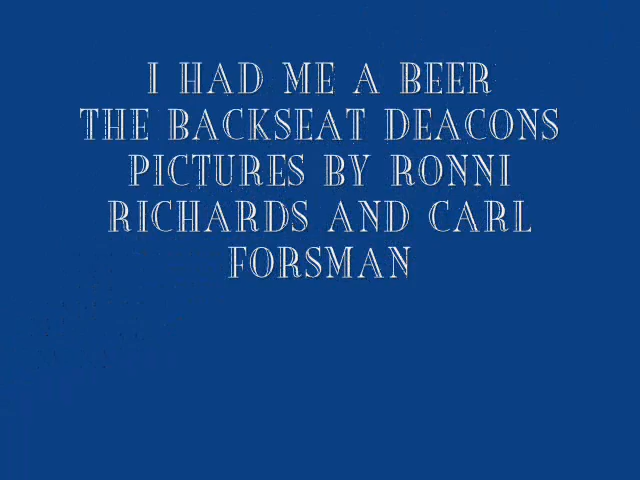 I HAD ME A BEER
THE BACKSEAT DEACONS
PICTURES BY RONNI
RICHARDS AND CARL
FORSMAN